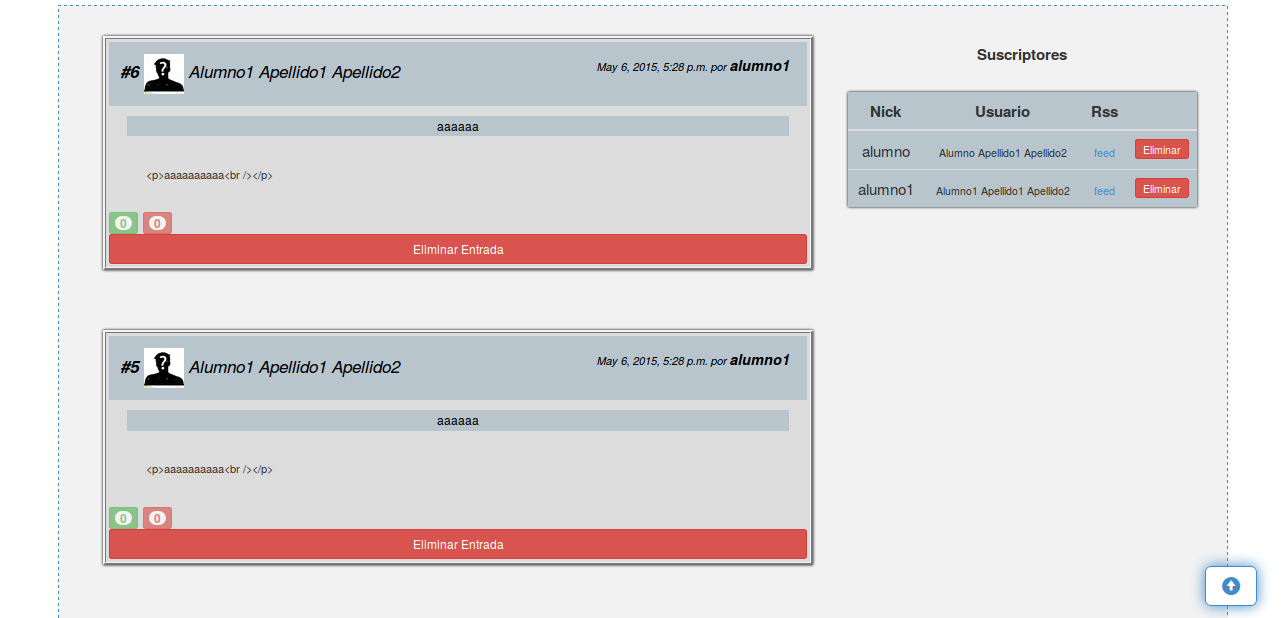 #6 Alumno1 Apellido1 Apellido2
May 6, 2015, 5:28 p.m. por alumno1
aaaaaa
<p>aaaaaaaaaa<br /></p>
0 0
Eliminar Entrada
#5 Alumno1 Apellido1 Apellido2
May 6, 2015, 5:28 p.m. por alumno1
aaaaaa
<p>aaaaaaaaaa<br /></p>
0 0
Eliminar Entrada
Suscriptores
Nick Usuario Rss
alumno Alumno Apellido1 Apellido2 feed Eliminar
alumno1 Alumno1 Apellido1 Apellido2 feed Eliminar